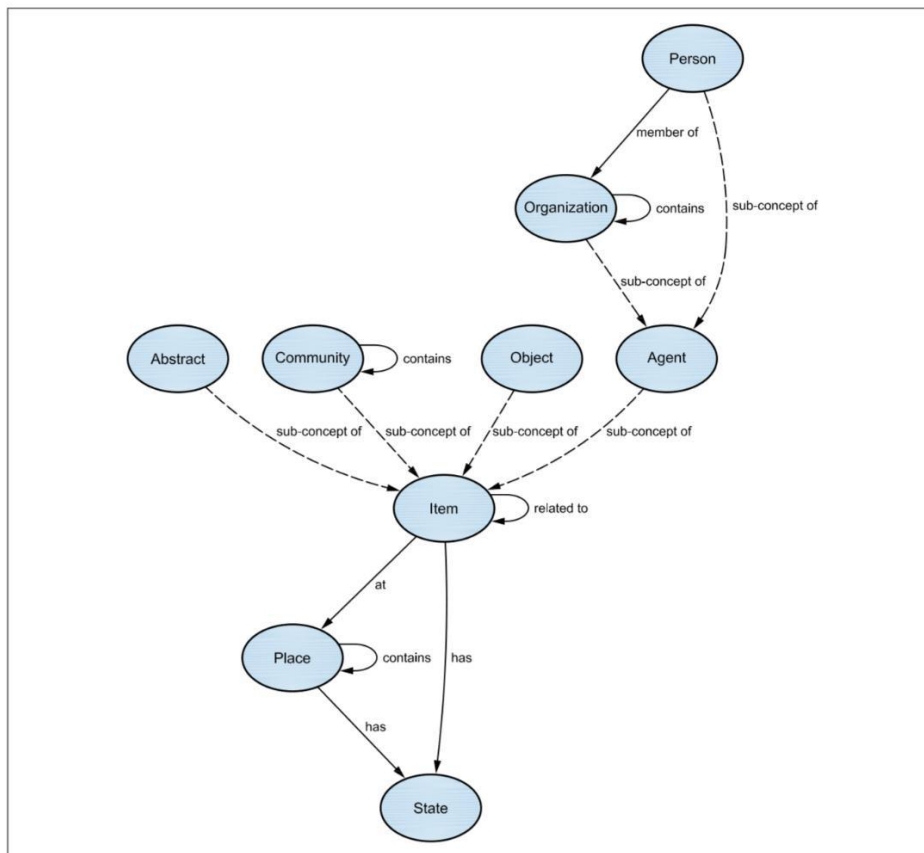 Person
member of
Organization
contains
sub-concept of
sub-concept of
Abstract
Community
contains
Object
Agent
sub-concept of
sub-concept of
sub-concept of
sub-concept of
Item
related to
at
Place
contains
has
has
State